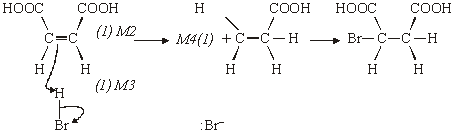 HOOC COOH H COOH HOOC COOH
C=C (1) M2 M4(1) + C–C–H Br–C–C–H
H H (1) M3 H H H H
H
Br :Br–